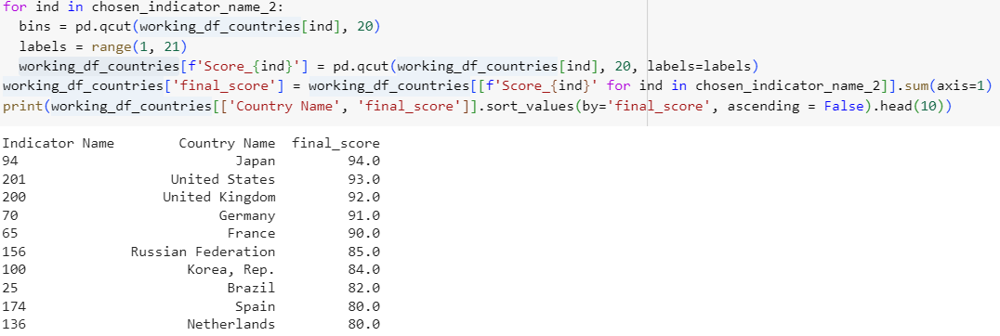 for ind in chosen_indicator_name_2:
bins = pd.qcut(working_df_countries[ind], 20)
labels = range(1, 21)
working_df_countries[f'Score_{ind}'] = pd.qcut(working_df_countries[ind], 20, labels=labels)
working_df_countries['final_score'] = working_df_countries[[f'Score_{ind}' for ind in chosen_indicator_name_2]].sum(axis=1)
print(working_df_countries[['Country Name', 'final_score']].sort_values(by='final_score', ascending = False).head(10))
Indicator Name Country Name final_score
94 Japan 94.0
201 United States 93.0
200 United Kingdom 92.0
70 Germany 91.0
65 France 90.0
156 Russian Federation 85.0
100 Korea, Rep. 84.0
25 Brazil 82.0
174 Spain 80.0
136 Netherlands 80.0